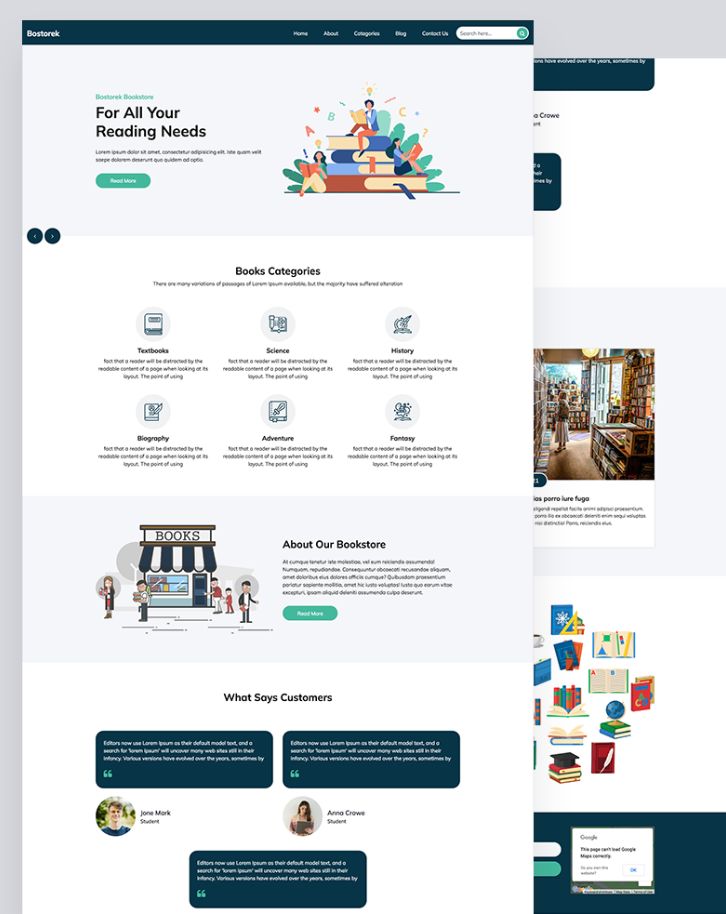 Bostorek
Home
About
Categories
Blog
Contact Us
Search here...
Bostorek Bookstore
For All Your
Reading Needs
Lorem ipsum dolor sit amet, consectetur adipisicing elit. Iste quam velit
saepe dolorem deserunt quo quidem ad optio.
Read More
Books Categories
There are many variations of passages of Lorem Ipsum available, but the majority have suffered alteration
Textbooks
fact that a reader will be distracted by the
readable content of a page when looking at its
layout. The point of using
Science
fact that a reader will be distracted by the
readable content of a page when looking at its
layout. The point of using
History
fact that a reader will be distracted by the
readable content of a page when looking at its
layout. The point of using
Biography
fact that a reader will be distracted by the
readable content of a page when looking at its
layout. The point of using
Adventure
fact that a reader will be distracted by the
readable content of a page when looking at its
layout. The point of using
Fantasy
fact that a reader will be distracted by the
readable content of a page when looking at its
layout. The point of using
BOOKS
About Our Bookstore
At cumque tenetur iste molestiae, vel eum reiciendis assumenda!
Numquam, repudiandae. Consequuntur obcaecati recusandae aliquam,
amet doloribus eius dolores officiis cumque? Quibusdam praesentium
pariatur sapiente mollitia, amet hic iusto voluptas! Iusto quo earum vitae
excepturi, ipsam aliquid deleniti assumenda culpa deserunt.
Read More
What Says Customers
Editors now use Lorem Ipsum as their default model text, and a
search for 'lorem ipsum' will uncover many web sites still in their
infancy. Various versions have evolved over the years, sometimes by
Jone Mark
Student
Editors now use Lorem Ipsum as their default model text, and a
search for 'lorem ipsum' will uncover many web sites still in their
infancy. Various versions have evolved over the years, sometimes by
Anna Crowe
Student
Editors now use Lorem Ipsum as their default model text, and a
search for 'lorem ipsum' will uncover many web sites still in their
infancy. Various versions have evolved over the years, sometimes by
ions have evolved over the years, sometimes by
na Crowe
ent
d a
heir
imes by
21
ias porro iure fuga
eligendi repellat facilis animi adipisci praesentium.
porro illo ex obcaecati deleniti enim sequi voluptas
nisi distinctio! Porro, reiciendis eius.
Google
This page can't load Google
Maps correctly.
Do you own this
website?
OK
Keyboard shortcuts
Map Data
Terms of Use